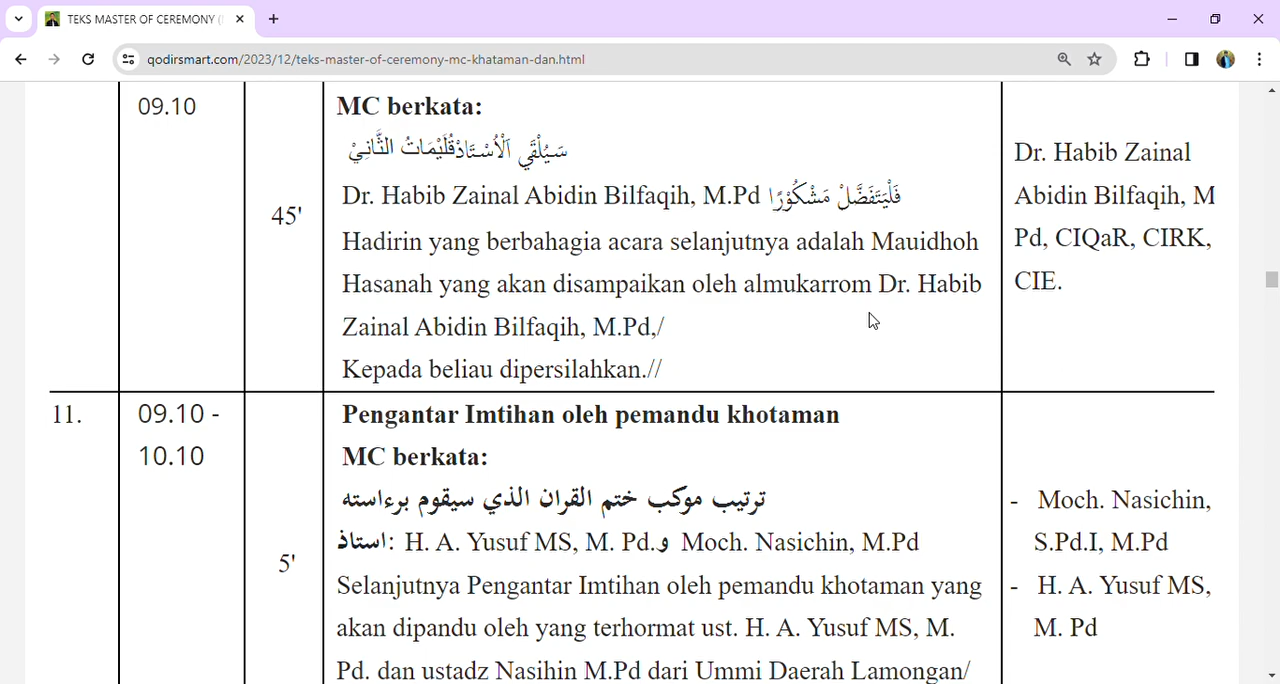 TEKS MASTER OF CEREMONY (
qodirsmart.com/2023/12/teks-master-of-ceremony-mc-khataman-dan.html
09.10
45'
MC berkata:
سَيُلْقَي اَلْاُسْتَاذْقُلَيْمَاتُ الثَّانِيْ
Dr. Habib Zainal Abidin Bilfaqih, M.Pd فَلْيَتَفَضَّلْ مَشْكُوْرًا
Hadirin yang berbahagia acara selanjutnya adalah Mauidhoh
Hasanah yang akan disampaikan oleh almukarrom Dr. Habib
Zainal Abidin Bilfaqih, M.Pd,/
Kepada beliau dipersilahkan.//
Dr. Habib Zainal
Abidin Bilfaqih, M
Pd, CIQaR, CIRK,
CIE.
11.
09.10 -
10.10
5'
Pengantar Imtihan oleh pemandu khotaman
MC berkata:
ترتيب موكب ختم القران الذي سيقوم برءاسته
استاذ: H. A. Yusuf MS, M. Pd.و Moch. Nasichin, M.Pd
Selanjutnya Pengantar Imtihan oleh pemandu khotaman yang
akan dipandu oleh yang terhormat ust. H. A. Yusuf MS, M.
Pd. dan ustadz Nasihin M.Pd dari Ummi Daerah Lamongan/
- Moch. Nasichin,
S.Pd.I, M.Pd
- H. A. Yusuf MS,
M. Pd